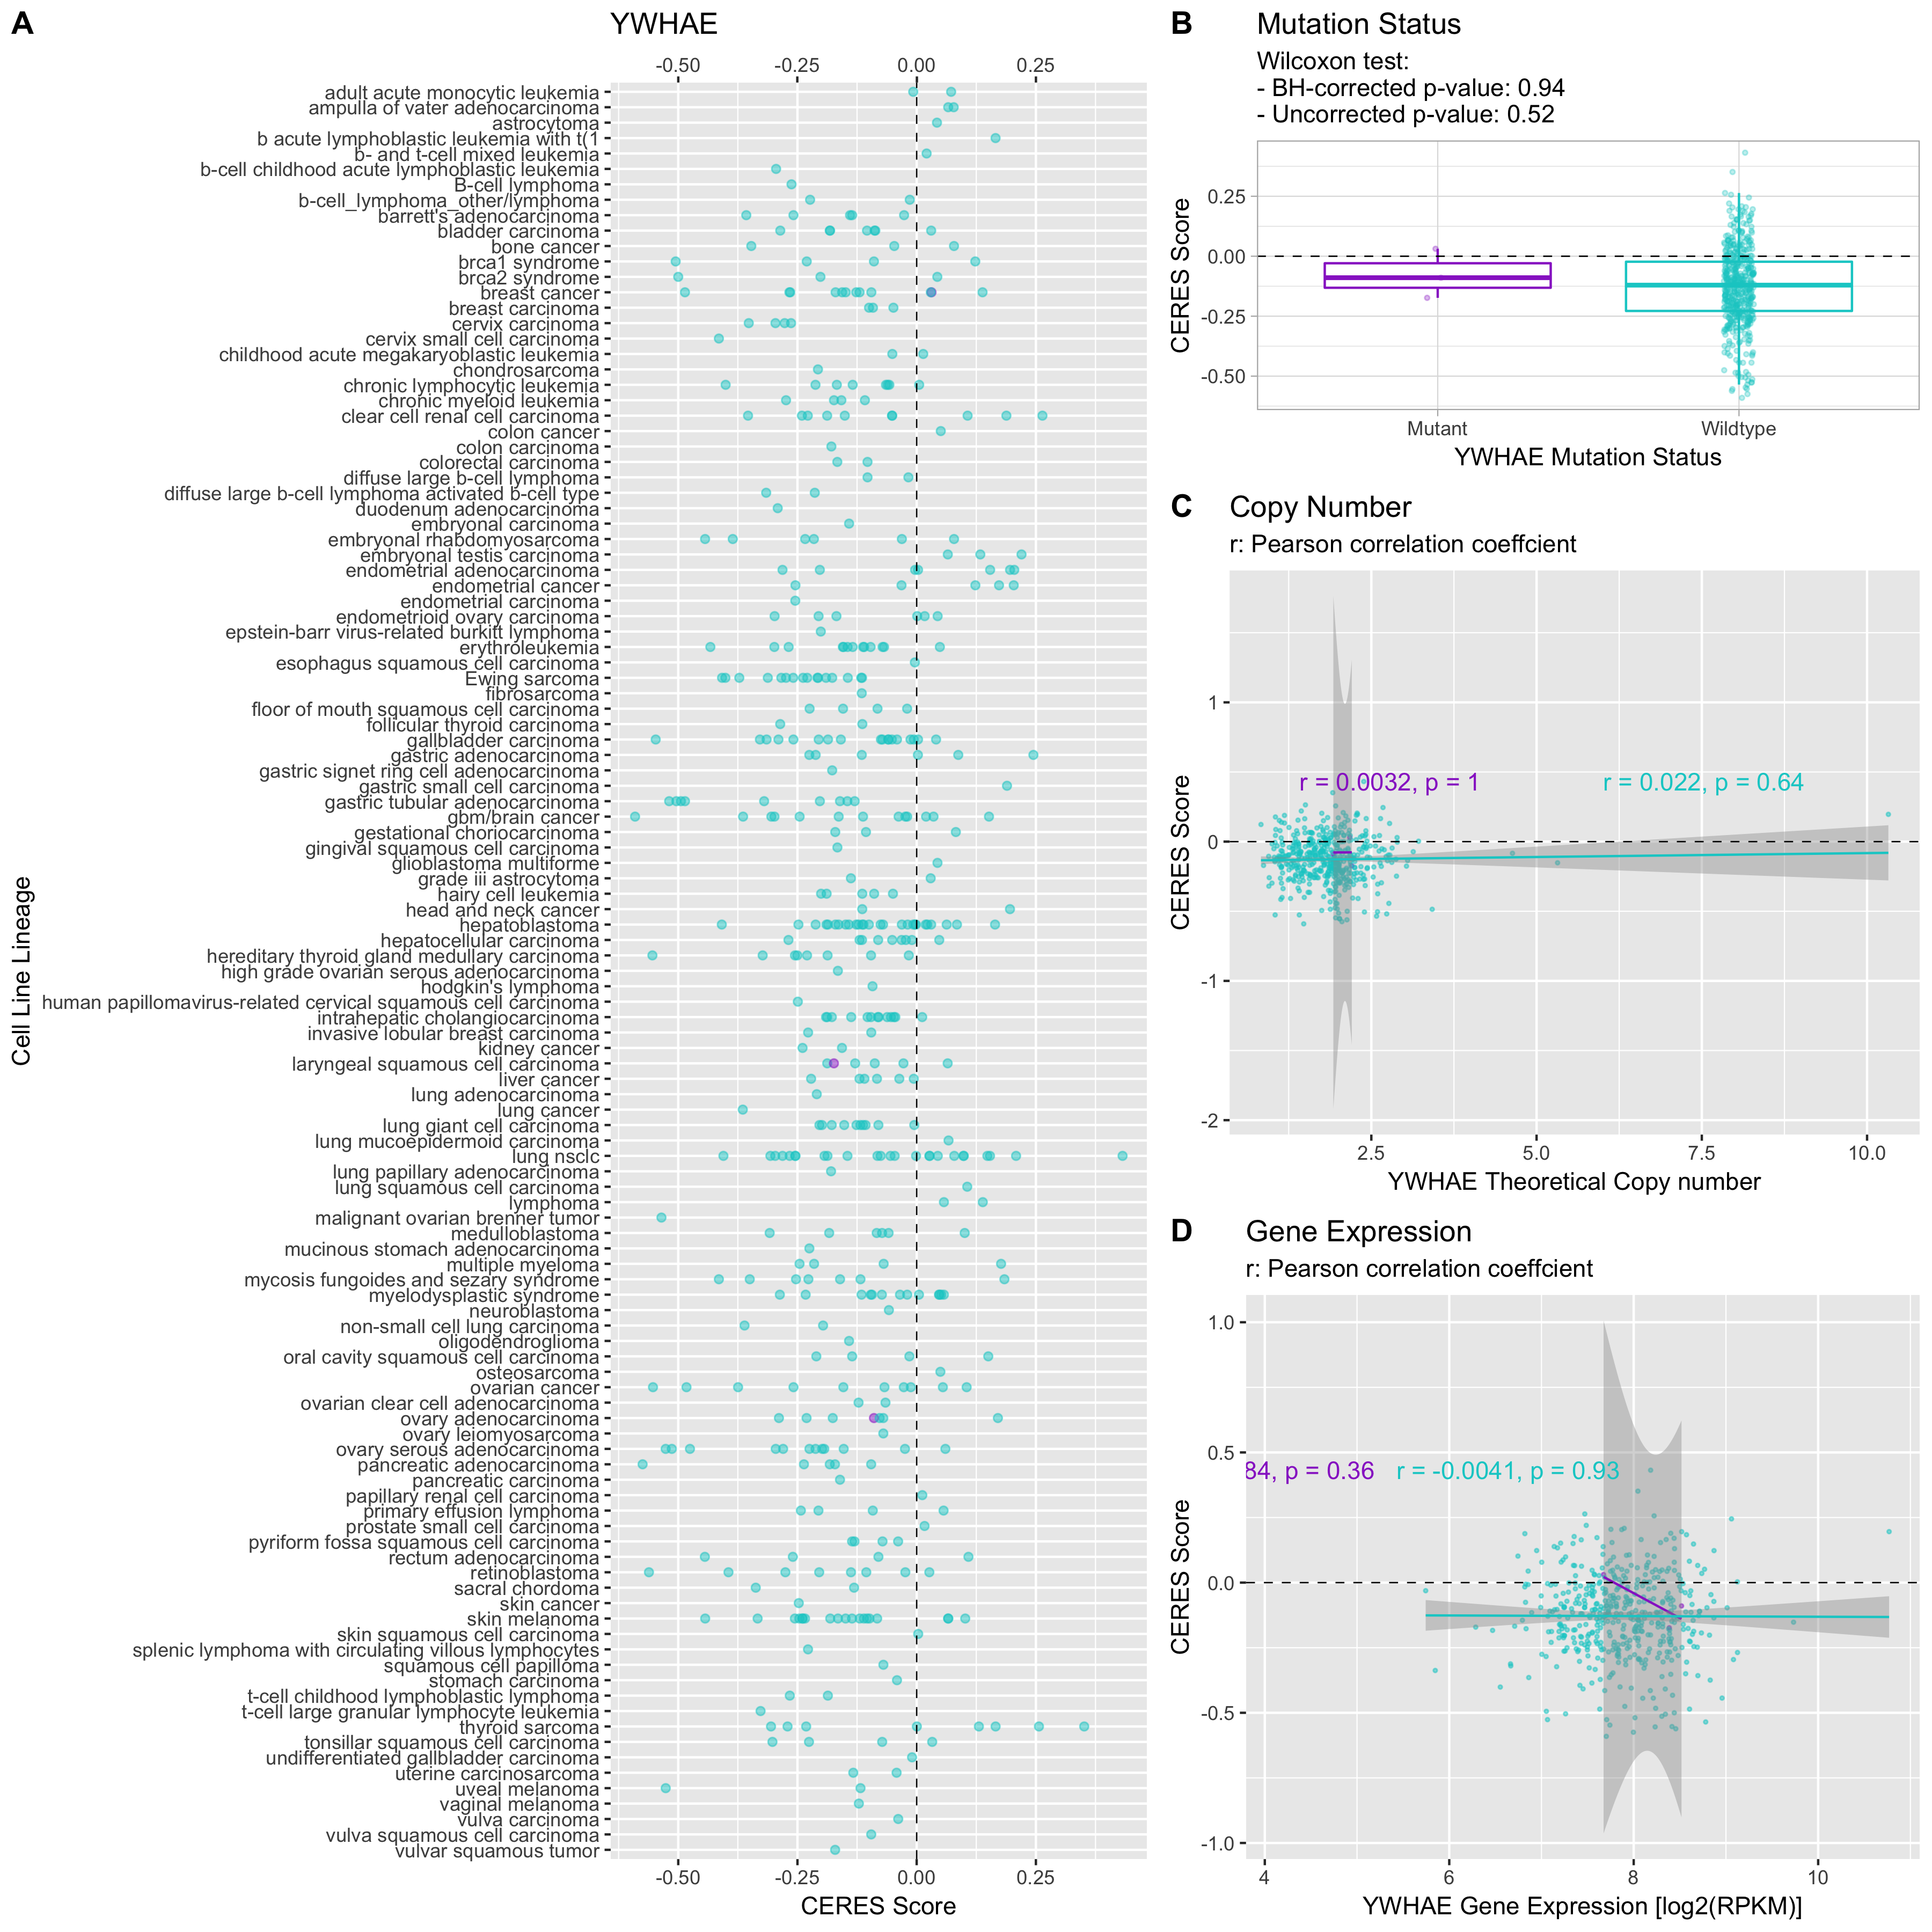 A
YWHAE
-0.50 -0.25 0.00 0.25
adult acute monocytic leukemia
ampulla of vater adenocarcinoma
astrocytoma
b acute lymphoblastic leukemia with t(1
b- and t-cell mixed leukemia
b-cell childhood acute lymphoblastic leukemia
B-cell lymphoma
b-cell_lymphoma_other/lymphoma
barrett's adenocarcinoma
bladder carcinoma
bone cancer
brca1 syndrome
brca2 syndrome
breast cancer
breast carcinoma
cervix carcinoma
cervix small cell carcinoma
childhood acute megakaryoblastic leukemia
chondrosarcoma
chronic lymphocytic leukemia
chronic myeloid leukemia
clear cell renal cell carcinoma
colon cancer
colon carcinoma
colorectal carcinoma
diffuse large b-cell lymphoma
diffuse large b-cell lymphoma activated b-cell type
duodenum adenocarcinoma
embryonal carcinoma
embryonal rhabdomyosarcoma
embryonal testis carcinoma
endometrial adenocarcinoma
endometrial cancer
endometrial carcinoma
endometrioid ovary carcinoma
epstein-barr virus-related burkitt lymphoma
erythroleukemia
esophagus squamous cell carcinoma
Ewing sarcoma
fibrosarcoma
floor of mouth squamous cell carcinoma
follicular thyroid carcinoma
gallbladder carcinoma
gastric adenocarcinoma
gastric signet ring cell adenocarcinoma
gastric small cell carcinoma
gastric tubular adenocarcinoma
gbm/brain cancer
gestational choriocarcinoma
gingival squamous cell carcinoma
glioblastoma multiforme
grade iii astrocytoma
hairy cell leukemia
head and neck cancer
hepatoblastoma
hepatocellular carcinoma
hereditary thyroid gland medullary carcinoma
high grade ovarian serous adenocarcinoma
hodgkin's lymphoma
human papillomavirus-related cervical squamous cell carcinoma
intrahepatic cholangiocarcinoma
invasive lobular breast carcinoma
kidney cancer
laryngeal squamous cell carcinoma
liver cancer
lung adenocarcinoma
lung cancer
lung giant cell carcinoma
lung mucoepidermoid carcinoma
lung nsclc
lung papillary adenocarcinoma
lung squamous cell carcinoma
lymphoma
malignant ovarian brenner tumor
medulloblastoma
mucinous stomach adenocarcinoma
multiple myeloma
mycosis fungoides and sezary syndrome
myelodysplastic syndrome
neuroblastoma
non-small cell lung carcinoma
oligodendroglioma
oral cavity squamous cell carcinoma
osteosarcoma
ovarian cancer
ovarian clear cell adenocarcinoma
ovary adenocarcinoma
ovary leiomyosarcoma
ovary serous adenocarcinoma
pancreatic adenocarcinoma
pancreatic carcinoma
papillary renal cell carcinoma
primary effusion lymphoma
prostate small cell carcinoma
pyriform fossa squamous cell carcinoma
rectum adenocarcinoma
retinoblastoma
sacral chordoma
skin cancer
skin melanoma
skin squamous cell carcinoma
splenic lymphoma with circulating villous lymphocytes
squamous cell papilloma
stomach carcinoma
t-cell childhood lymphoblastic lymphoma
t-cell large granular lymphocyte leukemia
thyroid sarcoma
tonsillar squamous cell carcinoma
undifferentiated gallbladder carcinoma
uterine carcinosarcoma
uveal melanoma
vaginal melanoma
vulva carcinoma
vulva squamous cell carcinoma
vulvar squamous tumor
-0.50 -0.25 0.00 0.25
CERES Score
Cell Line Lineage
B
Mutation Status
Wilcoxon test:
- BH-corrected p-value: 0.94
- Uncorrected p-value: 0.52
0.25
0.00
-0.25
-0.50
CERES Score
Mutant Wildtype
YWHAE Mutation Status
C
Copy Number
r: Pearson correlation coeffcient
r = 0.0032, p = 1
r = 0.022, p = 0.64
1
0
-1
-2
CERES Score
2.5 5.0 7.5 10.0
YWHAE Theoretical Copy number
D
Gene Expression
r: Pearson correlation coeffcient
84, p = 0.36
r = -0.0041, p = 0.93
1.0
0.5
0.0
-0.5
-1.0
CERES Score
4 6 8 10
YWHAE Gene Expression [log2(RPKM)]